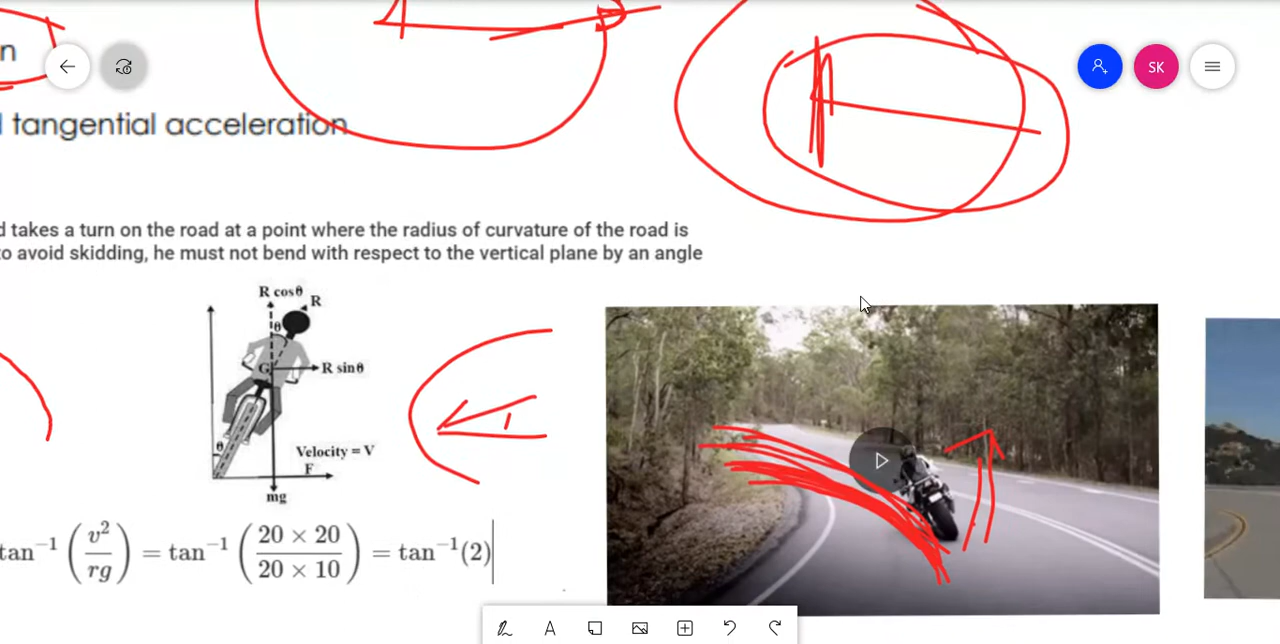 n
SK
l tangential acceleration
d takes a turn on the road at a point where the radius of curvature of the road is
to avoid skidding, he must not bend with respect to the vertical plane by an angle
R cosθ
R
θ
G
R sinθ
θ
Velocity = V
F
mg
tan⁻¹ (v²/rg) = tan⁻¹ (20 × 20/20 × 10) = tan⁻¹(2)
A